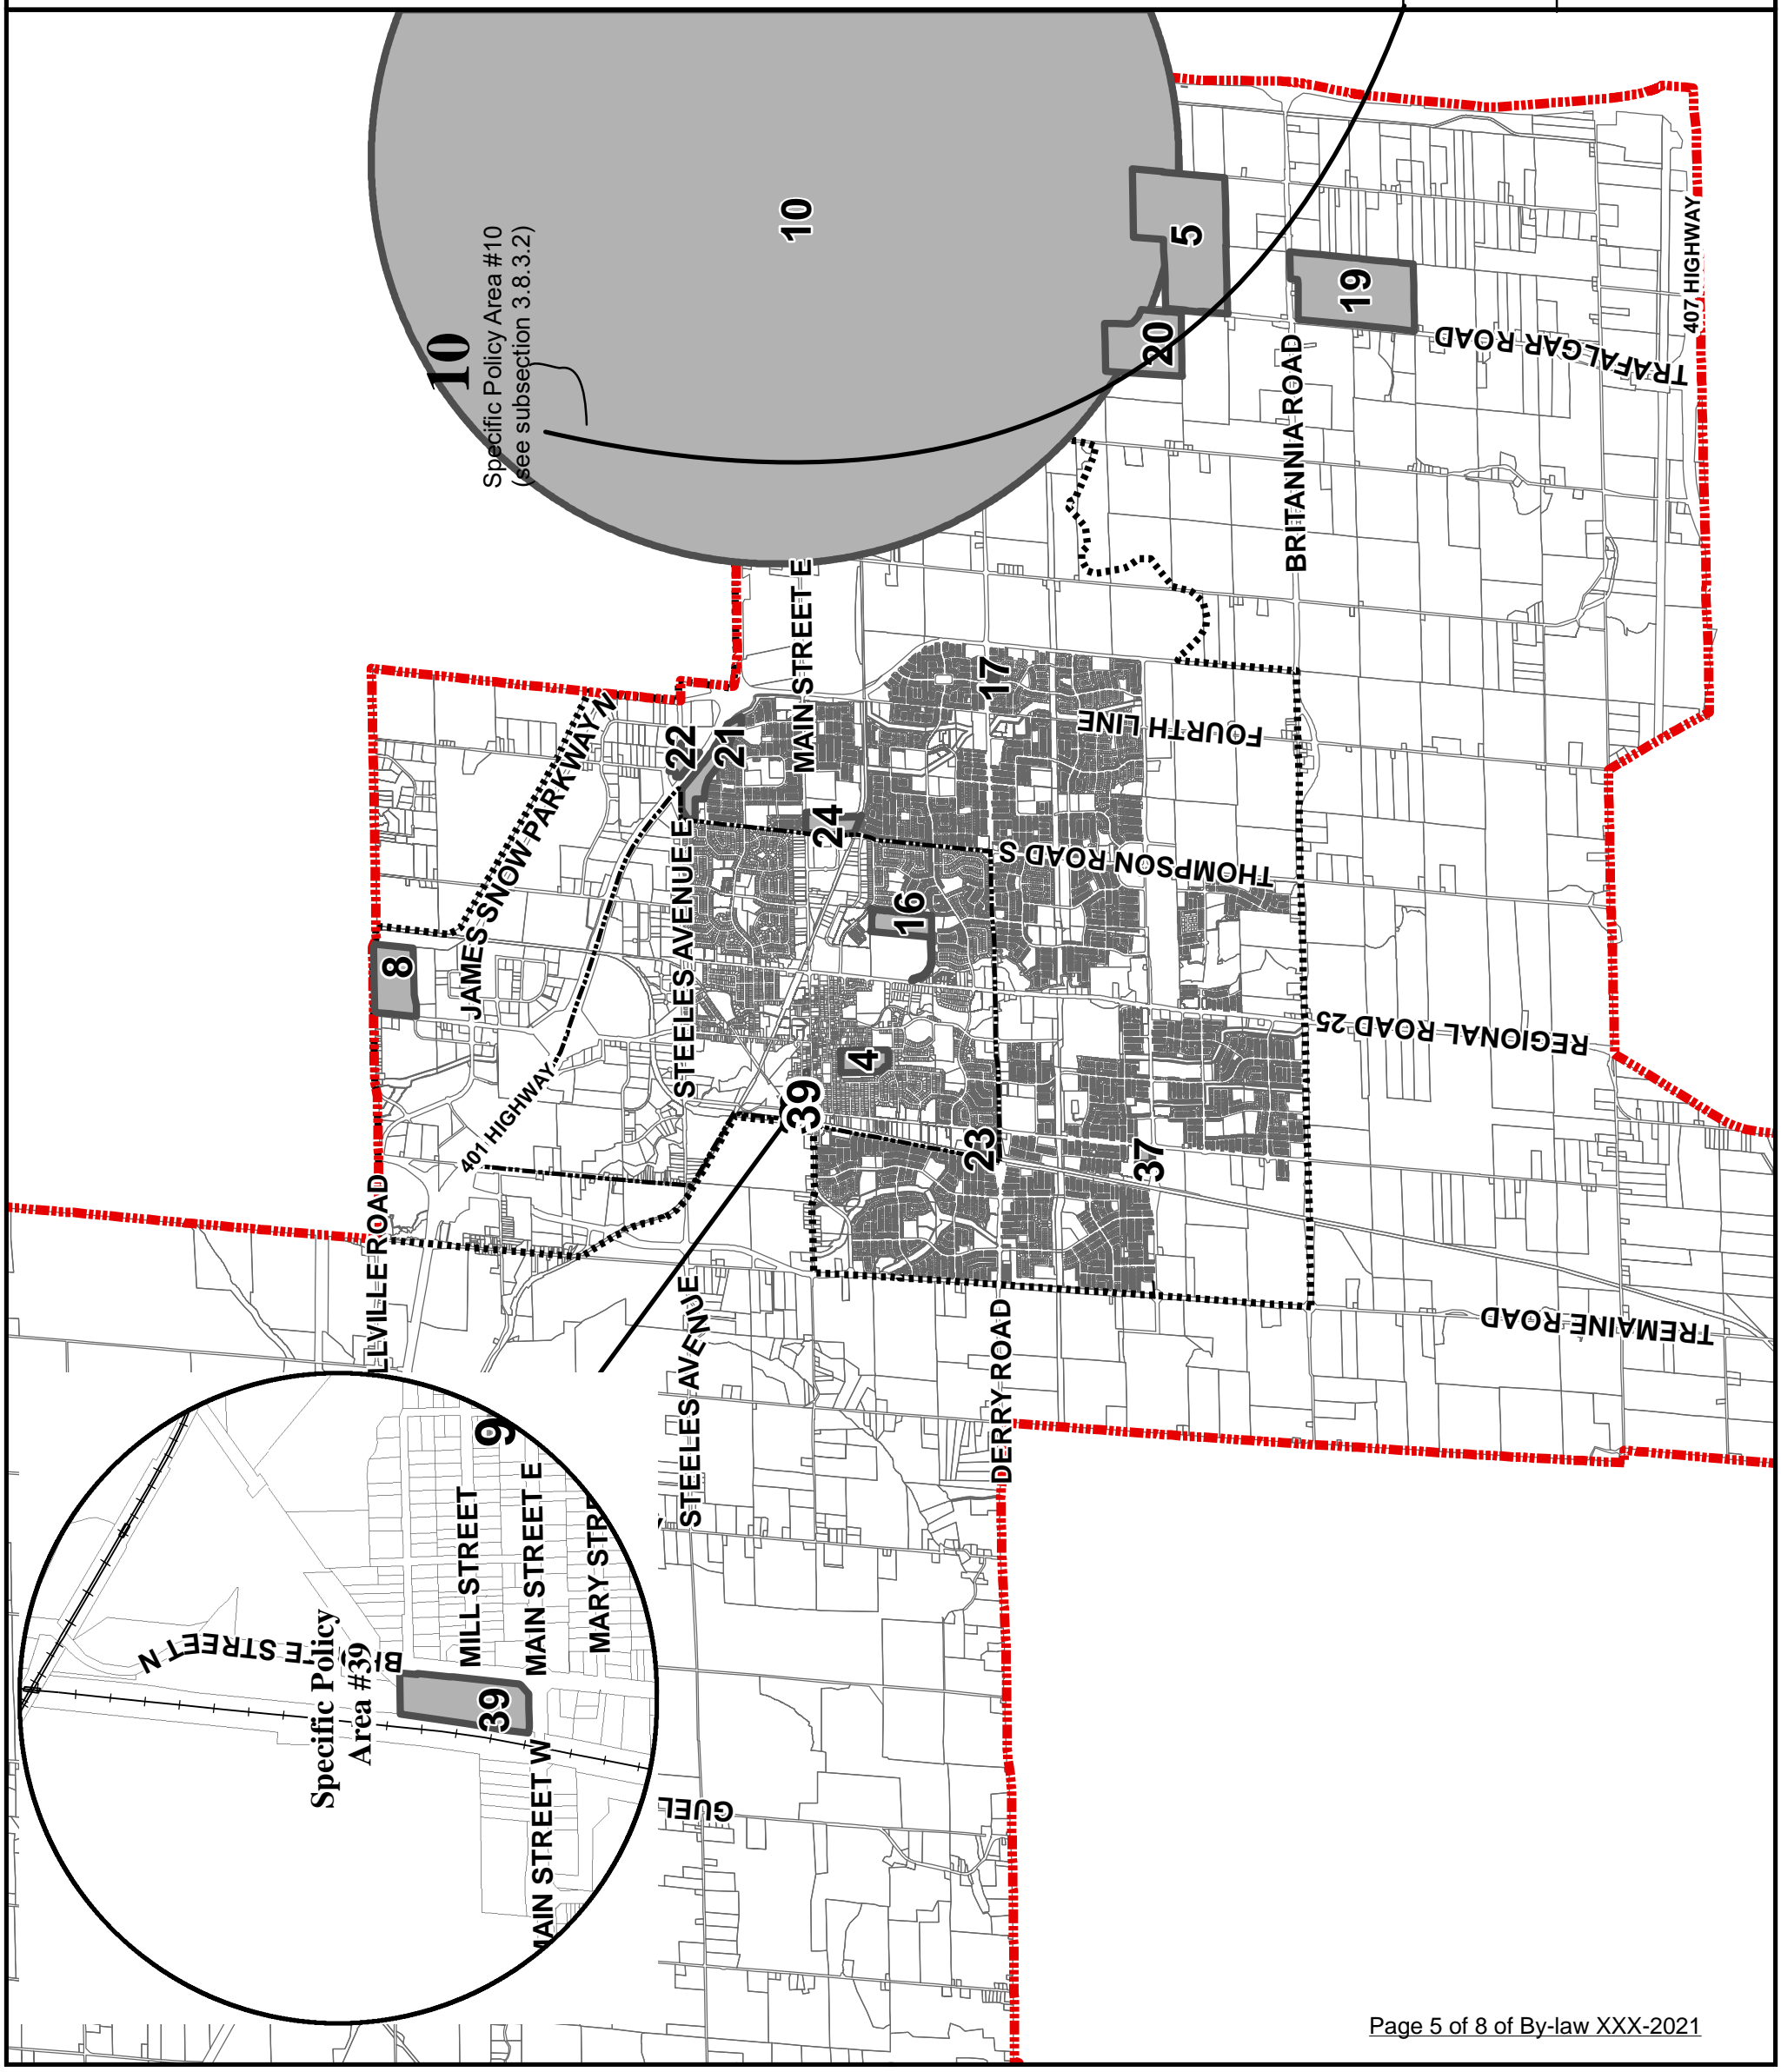 10
Specific Policy Area #10
(see subsection 3.8.3.2)
10
5
20
19
407 HIGHWAY
TRAFALGAR ROAD
BRITANNIA ROAD
MAIN STREET E
JAMES SNOW PARKWAY N
22
21
17
FOURTH LINE
24
THOMPSON ROAD S
STEELES AVENUE E
16
8
REGIONAL ROAD 25
4
39
401 HIGHWAY
23
37
LLVILLE ROAD
STEELES AVENUE
DERRY ROAD
TREMAINE ROAD
GUEL
9
MILL STREET
MAIN STREET E
MARY STRE
E STREET N
Specific Policy
Area #39
39
MAIN STREET W
Page 5 of 8 of By-law XXX-2021